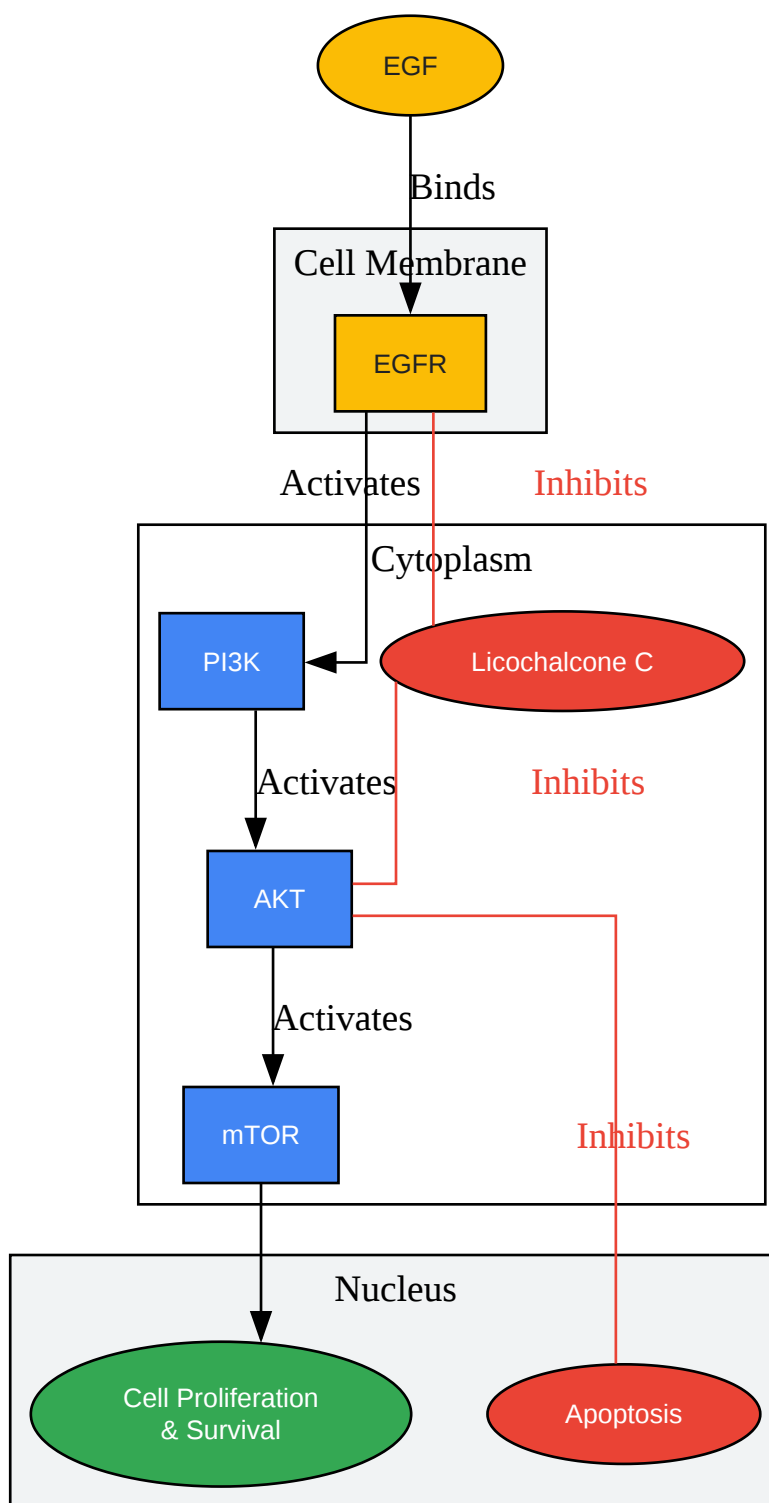 EGF
Binds
Cell Membrane
EGFR
Activates
Inhibits
Cytoplasm
PI3K
Licochalcone C
Activates
Inhibits
AKT
Activates
mTOR
Inhibits
Nucleus
Cell Proliferation
& Survival
Apoptosis